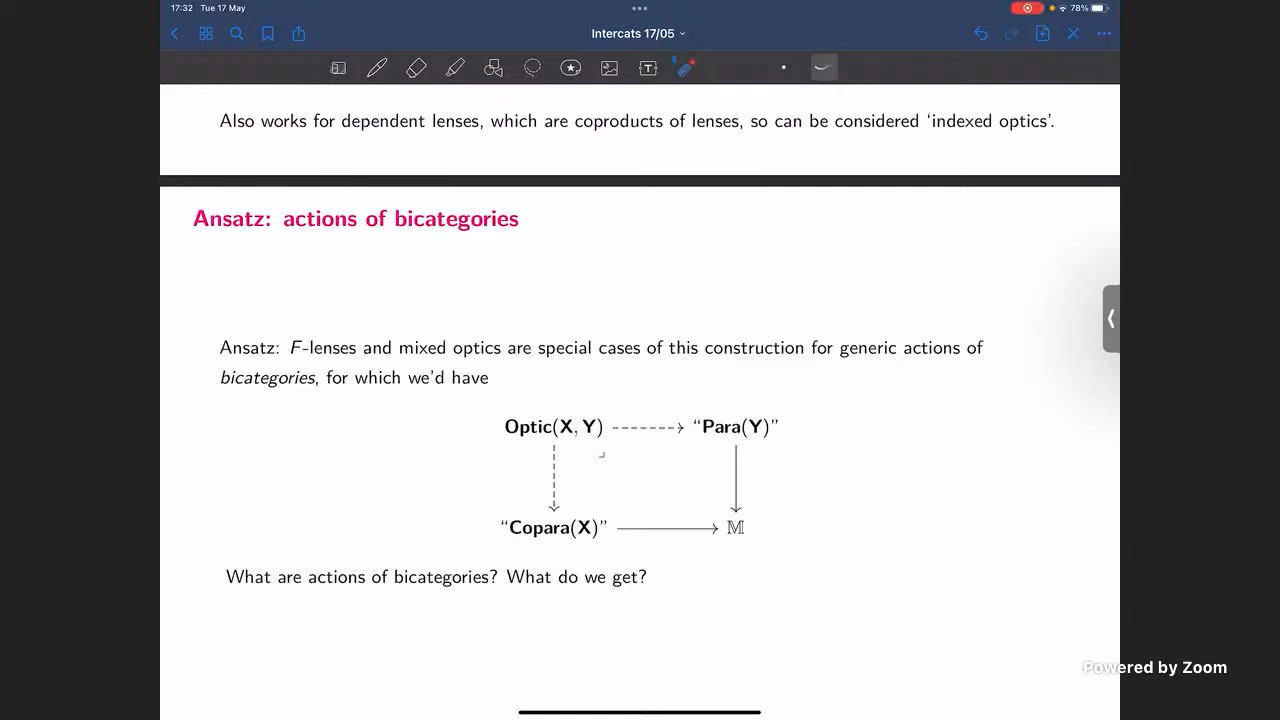 17:32 Tue 17 May
78%
Intercats 17/05
Also works for dependent lenses, which are coproducts of lenses, so can be considered ‘indexed optics’.
Ansatz: actions of bicategories
Ansatz: F-lenses and mixed optics are special cases of this construction for generic actions of
bicategories, for which we’d have
Optic(X, Y) “Para(Y)”
“Copara(X)” 𝕄
What are actions of bicategories? What do we get?
Powered by Zoom